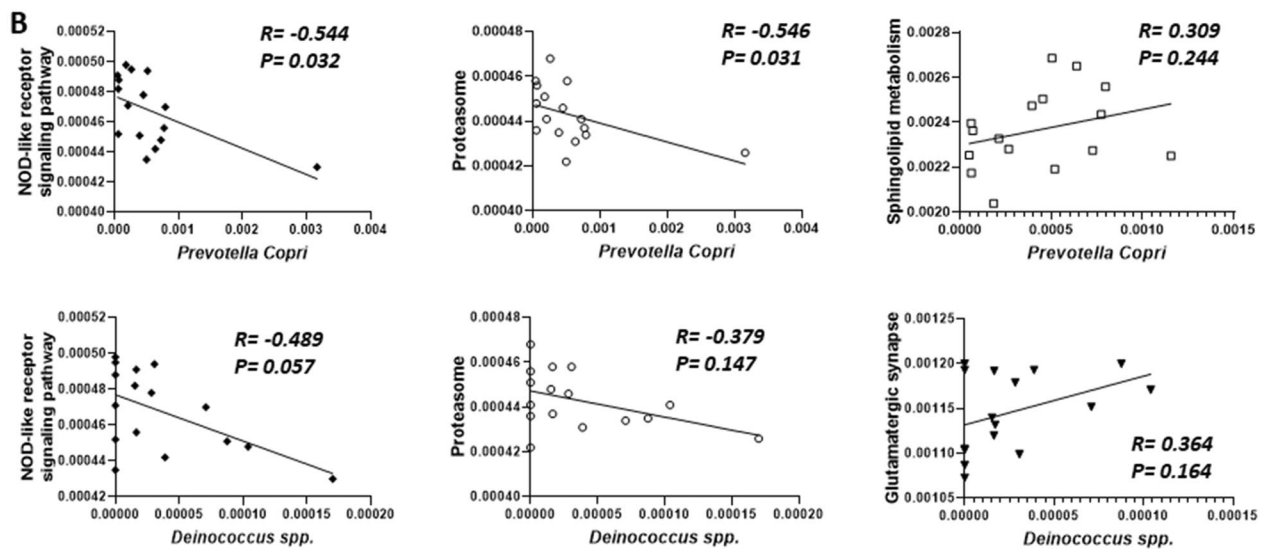 B
NOD-like receptor
signaling pathway
0.00052
0.00050
0.00048
0.00046
0.00044
0.00042
0.00040
R= -0.544
P= 0.032
0.000 0.001 0.002 0.003 0.004
Prevotella Copri
Proteasome
0.00048
0.00046
0.00044
0.00042
0.00040
R= -0.546
P= 0.031
0.000 0.001 0.002 0.003 0.004
Prevotella Copri
Sphingolipid metabolism
0.0028
0.0026
0.0024
0.0022
0.0020
R= 0.309
P= 0.244
0.0000 0.0005 0.0010 0.0015
Prevotella Copri
NOD-like receptor
signaling pathway
0.00052
0.00050
0.00048
0.00046
0.00044
0.00042
R= -0.489
P= 0.057
0.00000 0.00005 0.00010 0.00015 0.00020
Deinococcus spp.
Proteasome
0.00048
0.00046
0.00044
0.00042
0.00040
R= -0.379
P= 0.147
0.00000 0.00005 0.00010 0.00015 0.00020
Deinococcus spp.
Glutamatergic synapse
0.00125
0.00120
0.00115
0.00110
0.00105
R= 0.364
P= 0.164
0.00000 0.00005 0.00010 0.00015
Deinococcus spp.